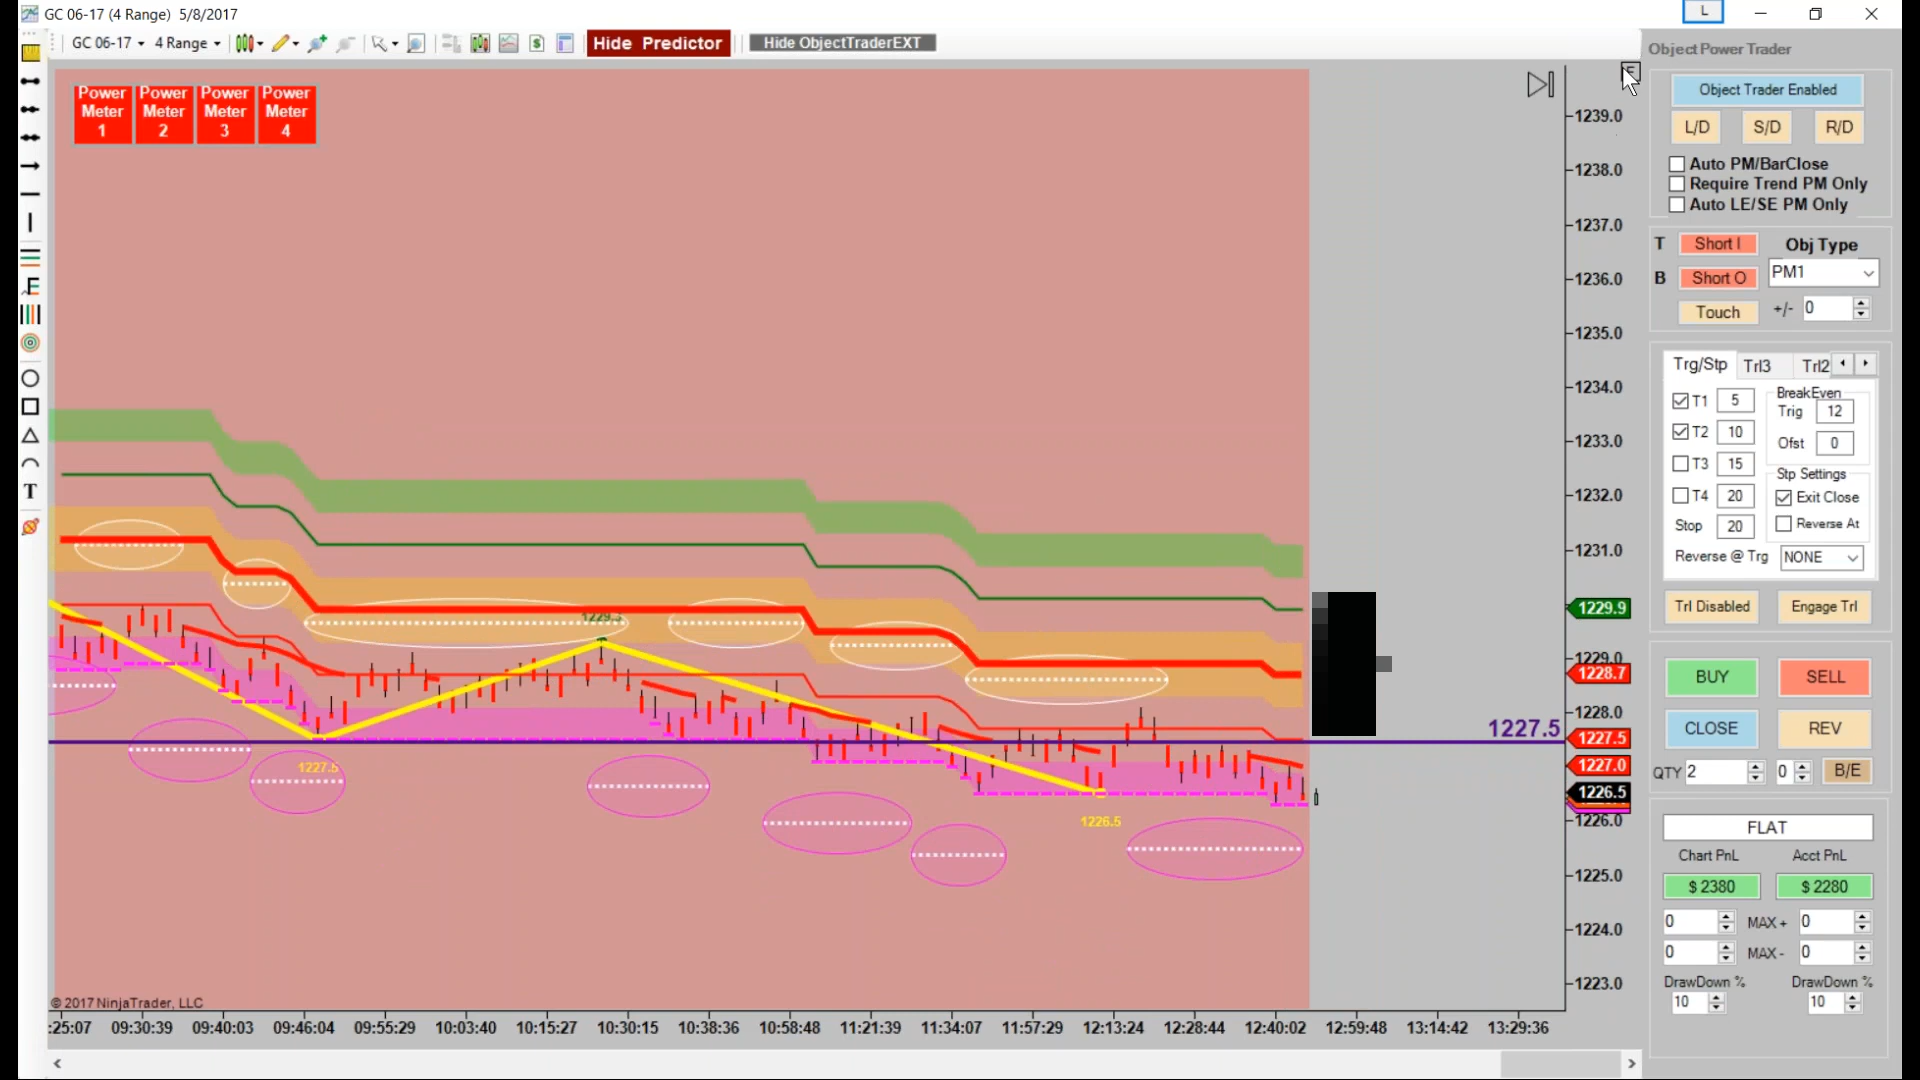 GC 06-17 (4 Range) 5/8/2017
L
GC 06-17 4 Range Hide Predictor Hide ObjectTraderEXT
Object Power Trader
Power Meter 1
Power Meter 2
Power Meter 3
Power Meter 4
Object Trader Enabled
L/D S/D R/D
Auto PM/BarClose
Require Trend PM Only
Auto LE/SE PM Only
T Short I Obj Type
B Short O PM1
Touch +/- 0
Trg/Stp Trl3 Trl2
T1 5
T2 10
T3 15
T4 20
Stop 20
BreakEven
Trig 12
Ofst 0
Stp Settings
Exit Close
Reverse At
Reverse @ Trg NONE
Trl Disabled Engage Trl
BUY SELL
CLOSE REV
QTY 2 0 B/E
FLAT
Chart PnL Acct PnL
$ 2380 $ 2280
0 MAX + 0
0 MAX - 0
DrawDown % DrawDown %
10 10
1239.0
1238.0
1237.0
1236.0
1235.0
1234.0
1233.0
1232.0
1231.0
1229.9
1229.0
1228.7
1228.0
1227.5
1227.0
1226.5
1226.0
1225.0
1224.0
1223.0
1227.5
1227.5
1226.5
T
© 2017 NinjaTrader, LLC
:25:07 09:30:39 09:40:03 09:46:04 09:55:29 10:03:40 10:15:27 10:30:15 10:38:36 10:58:48 11:21:39 11:34:07 11:57:29 12:13:24 12:28:44 12:40:02 12:59:48 13:14:42 13:29:36